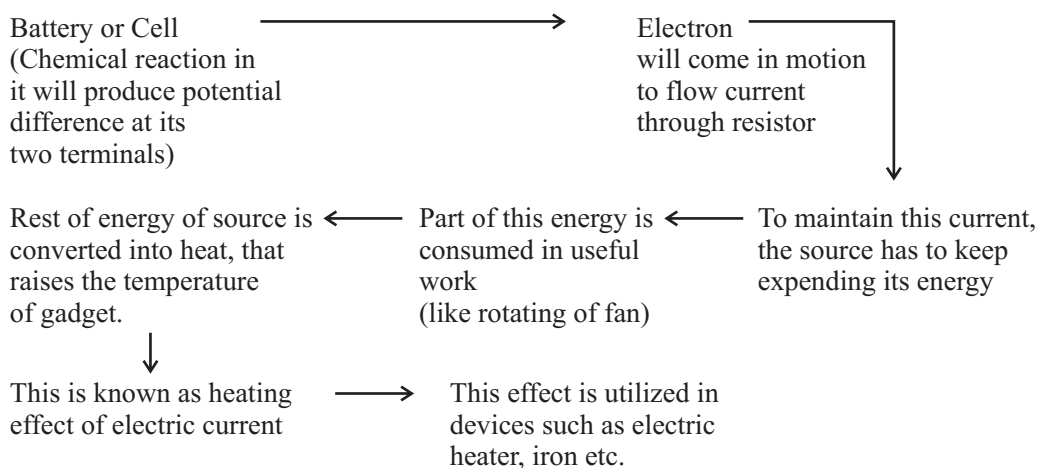 Battery or Cell
(Chemical reaction in
it will produce potential
difference at its
two terminals)
Electron
will come in motion
to flow current
through resistor
To maintain this current,
the source has to keep
expending its energy
Part of this energy is
consumed in useful
work
(like rotating of fan)
Rest of energy of source is
converted into heat, that
raises the temperature
of gadget.
This is known as heating
effect of electric current
This effect is utilized in
devices such as electric
heater, iron etc.